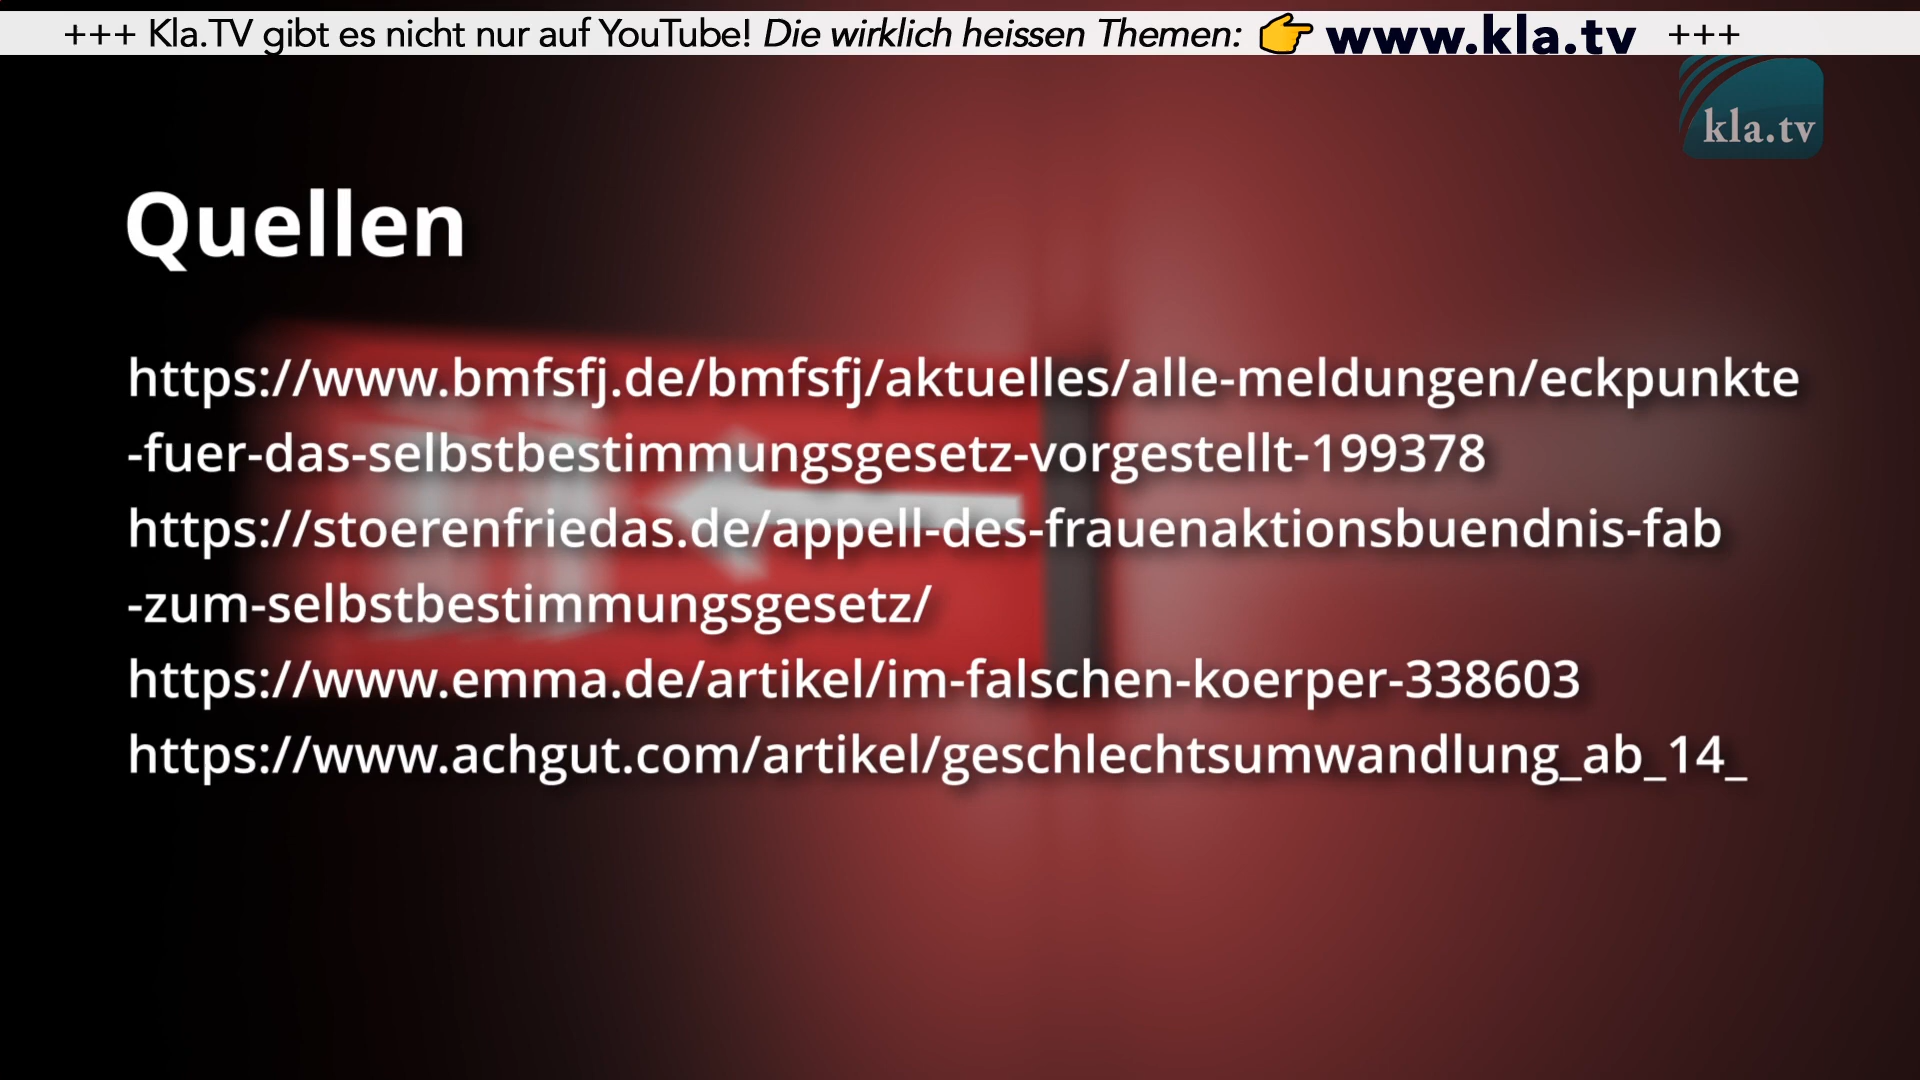 +++ Kla.TV gibt es nicht nur auf YouTube! Die wirklich heissen Themen: 👉 www.kla.tv +++
kla.tv
Quellen
https://www.bmfsfj.de/bmfsfj/aktuelles/alle-meldungen/eckpunkte
-fuer-das-selbstbestimmungsgesetz-vorgestellt-199378
https://stoerenfriedas.de/appell-des-frauenaktionsbuendnis-fab
-zum-selbstbestimmungsgesetz/
https://www.emma.de/artikel/im-falschen-koerper-338603
https://www.achgut.com/artikel/geschlechtsumwandlung_ab_14_